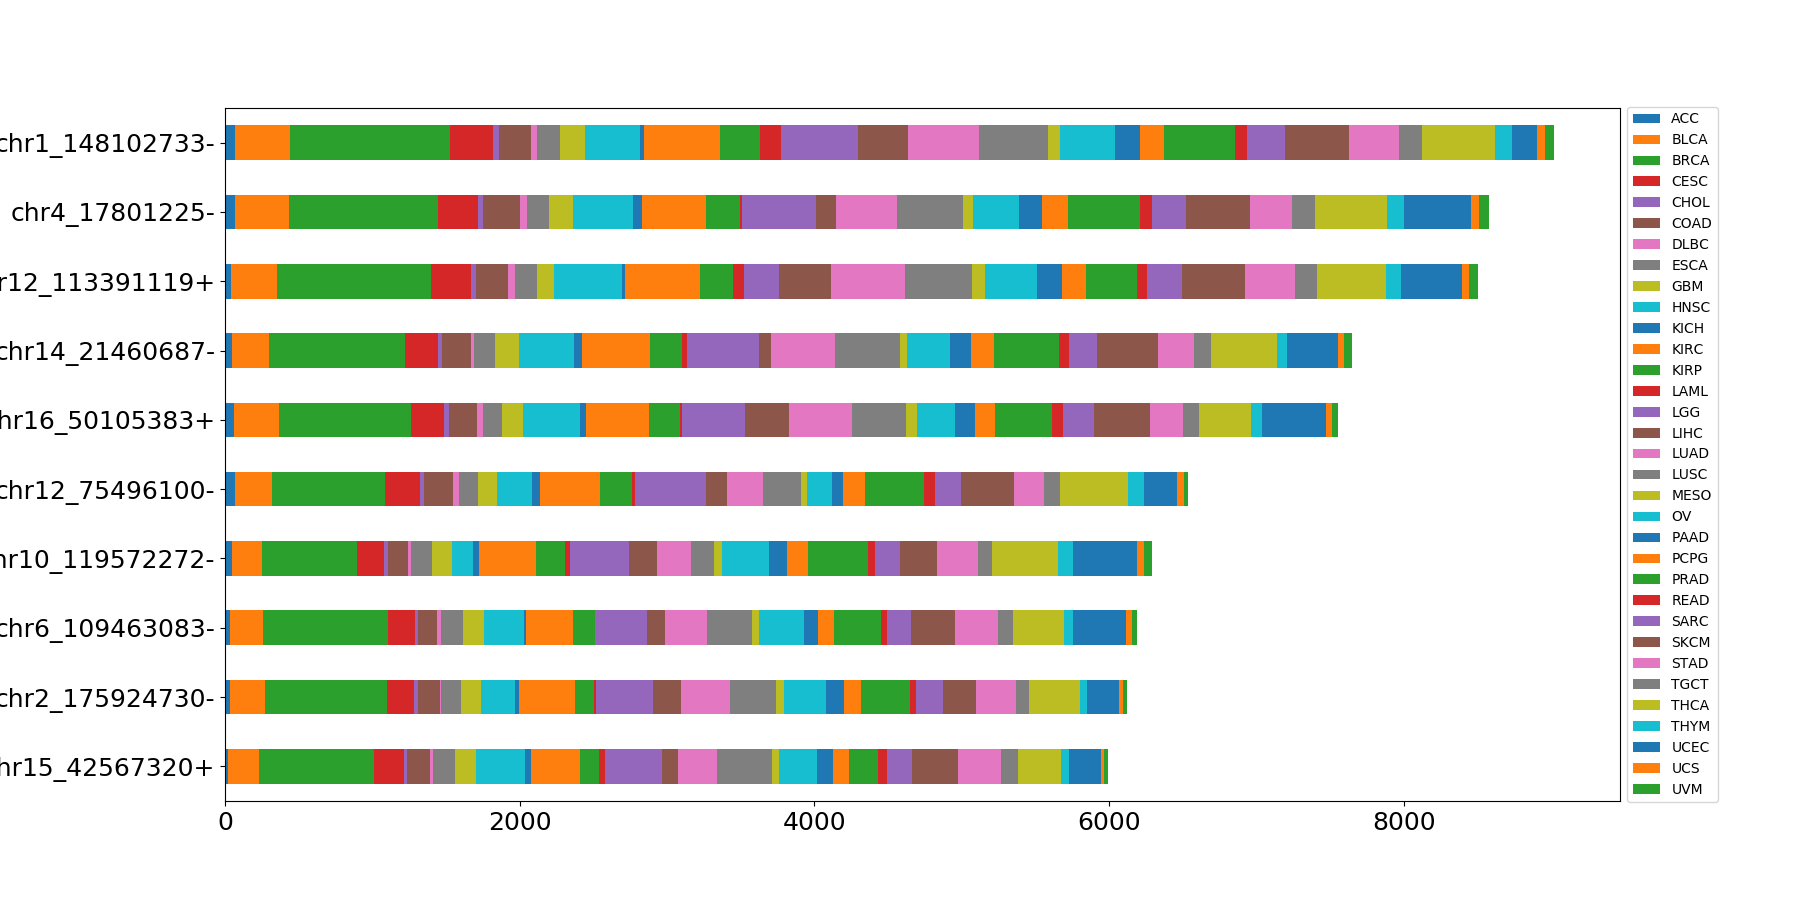 chr1_148102733-
chr4_17801225-
r12_113391119+
chr14_21460687-
hr16_50105383+
chr12_75496100-
hr10_119572272-
chr6_109463083-
chr2_175924730-
hr15_42567320+
0 2000 4000 6000 8000
ACC
BLCA
BRCA
CESC
CHOL
COAD
DLBC
ESCA
GBM
HNSC
KICH
KIRC
KIRP
LAML
LGG
LIHC
LUAD
LUSC
MESO
OV
PAAD
PCPG
PRAD
READ
SARC
SKCM
STAD
TGCT
THCA
THYM
UCEC
UCS
UVM